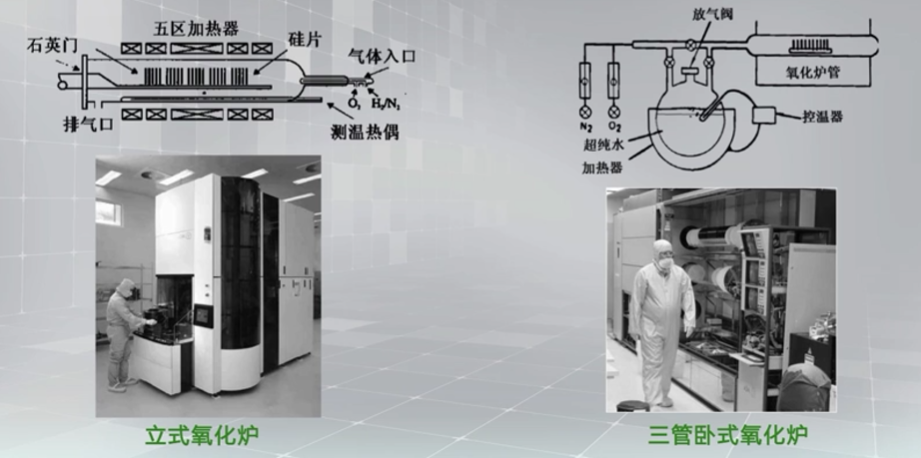 五区加热器
石英门
硅片
气体入口
O₂
H₂/N₂
排气口
测温热偶
放气阀
氧化炉管
控温器
N₂
O₂
超纯水
加热器
立式氧化炉
三管卧式氧化炉